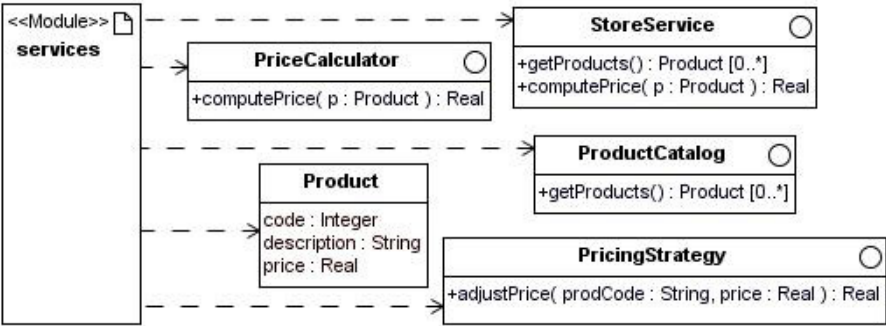 <<Module>>
services
StoreService
+getProducts() : Product [0..*]
+computePrice( p : Product ) : Real
PriceCalculator
+computePrice( p : Product ) : Real
ProductCatalog
+getProducts() : Product [0..*]
Product
code : Integer
description : String
price : Real
PricingStrategy
+adjustPrice( prodCode : String, price : Real ) : Real